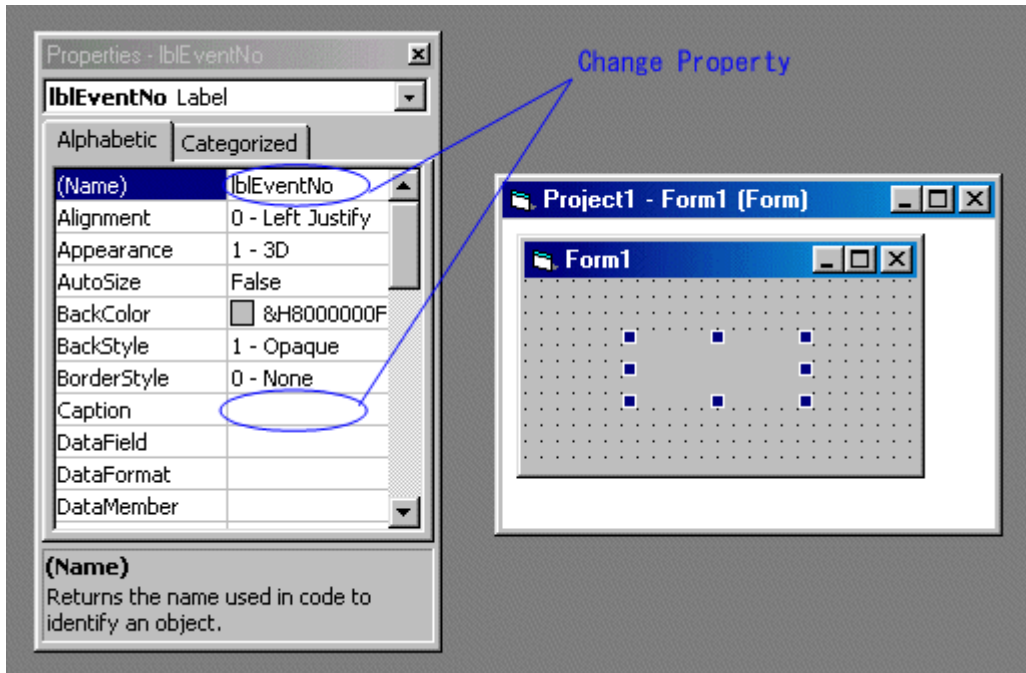 Properties - lblEventNo
lblEventNo Label
Alphabetic Categorized
(Name) lblEventNo
Alignment 0 - Left Justify
Appearance 1 - 3D
AutoSize False
BackColor &H8000000F
BackStyle 1 - Opaque
BorderStyle 0 - None
Caption
DataField
DataFormat
DataMember
(Name)
Returns the name used in code to
identify an object.
Change Property
Project1 - Form1 (Form)
Form1